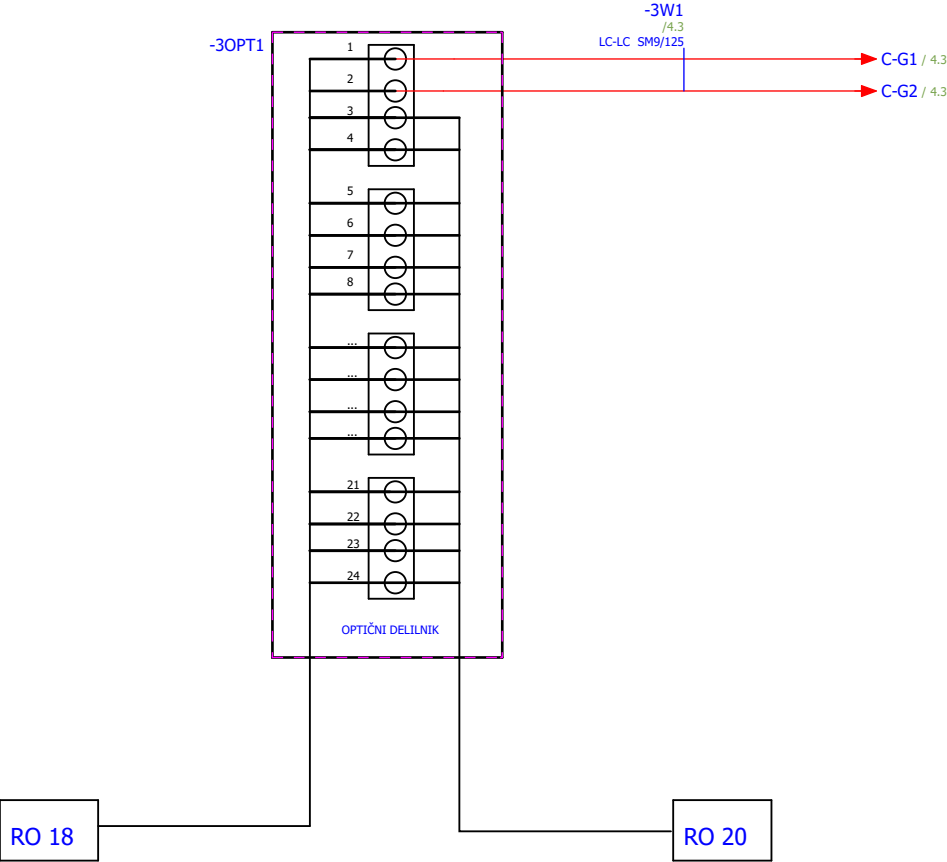 -3W1
/4.3
LC-LC SM9/125
-3OPT1
1
C-G1 / 4.3
2
C-G2 / 4.3
3
4
5
6
7
8
...
...
...
...
21
22
23
24
OPTIČNI DELILNIK
RO 18
RO 20